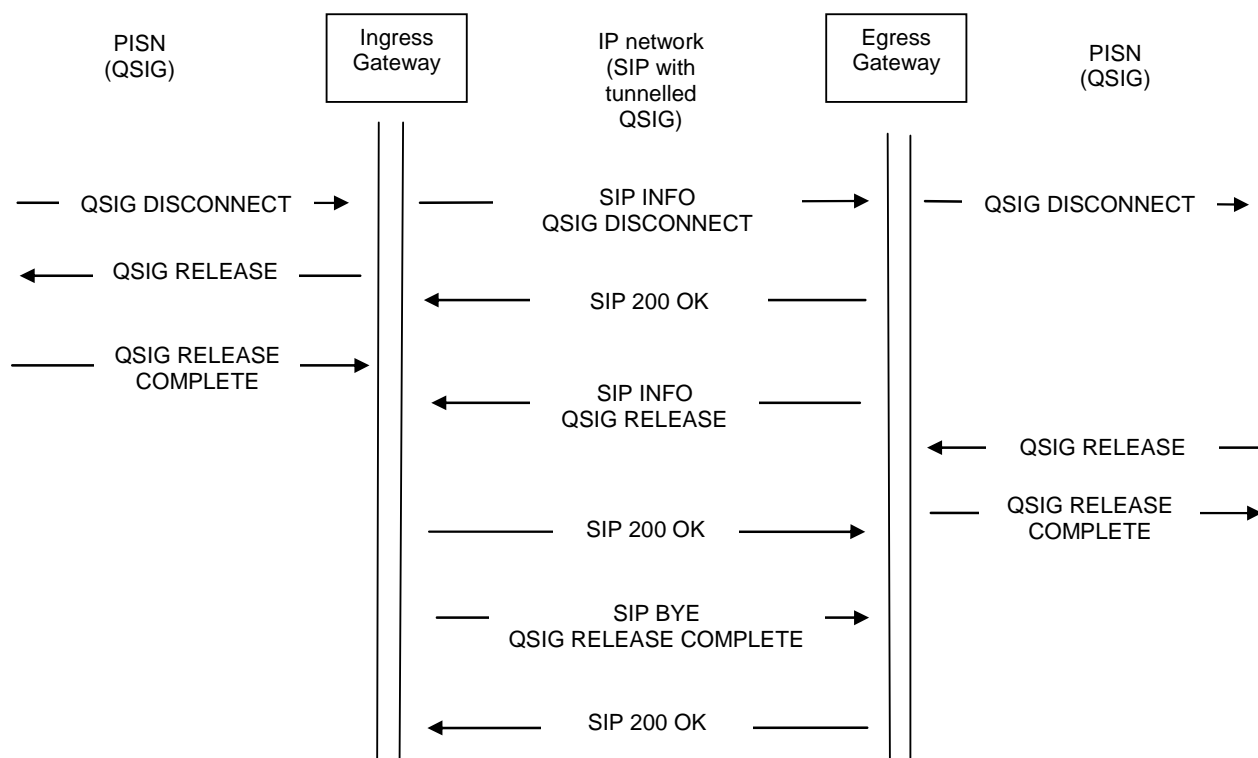 PISN
(QSIG)
Ingress
Gateway
IP network
(SIP with
tunnelled
QSIG)
Egress
Gateway
PISN
(QSIG)
QSIG DISCONNECT
SIP INFO
QSIG DISCONNECT
QSIG DISCONNECT
QSIG RELEASE
SIP 200 OK
QSIG RELEASE
COMPLETE
SIP INFO
QSIG RELEASE
QSIG RELEASE
SIP 200 OK
QSIG RELEASE
COMPLETE
SIP BYE
QSIG RELEASE COMPLETE
SIP 200 OK